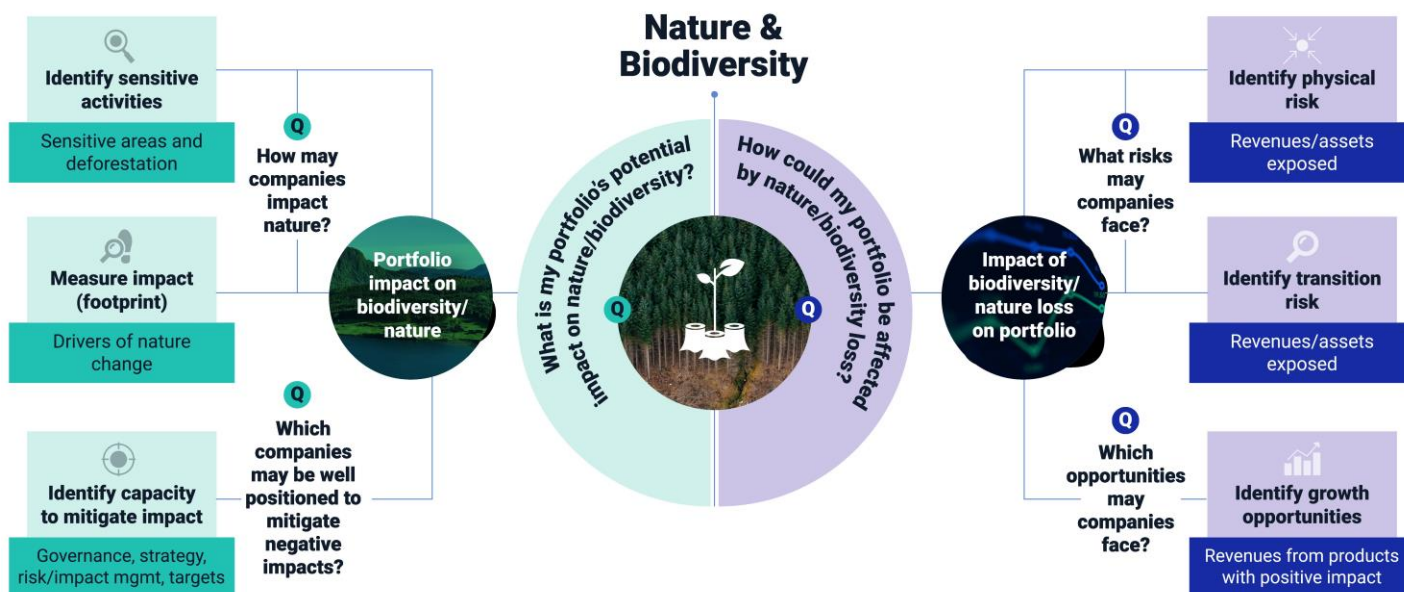 Nature &
Biodiversity
Identify sensitive
activities
Sensitive areas and
deforestation
Q
How may
companies
impact
nature?
Measure impact
(footprint)
Drivers of nature
change
Q
Which
companies
may be well
positioned to
mitigate
negative
impacts?
Identify capacity
to mitigate impact
Governance, strategy,
risk/impact mgmt, targets
Portfolio
impact on
biodiversity/
nature
What is my portfolio's potential
impact on nature/biodiversity?
Q
Q
How could my portfolio be affected
by nature/biodiversity loss?
Impact of
biodiversity/
nature loss
on portfolio
Q
What risks
may
companies
face?
Identify physical
risk
Revenues/assets
exposed
Identify transition
risk
Revenues/assets
exposed
Q
Which
opportunities
may
companies
face?
Identify growth
opportunities
Revenues from products
with positive impact